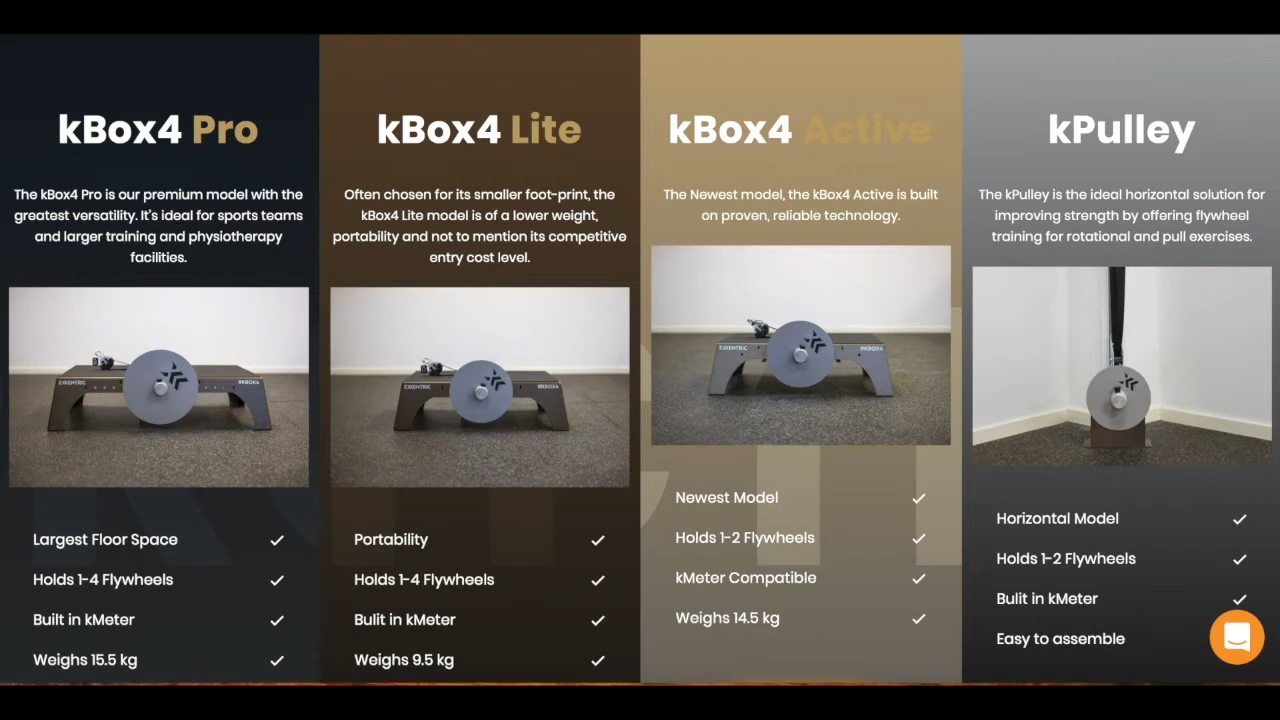 kBox4 Pro
The kBox4 Pro is our premium model with the
greatest versatility. It's ideal for sports teams
and larger training and physiotherapy
facilities.
EXXENTRIC
#KBOX4
Largest Floor Space
Holds 1-4 Flywheels
Built in kMeter
Weighs 15.5 kg
kBox4 Lite
Often chosen for its smaller foot-print, the
kBox4 Lite model is of a lower weight,
portability and not to mention its competitive
entry cost level.
EXXENTRIC
#KBOX4
Portability
Holds 1-4 Flywheels
Bulit in kMeter
Weighs 9.5 kg
kBox4 Active
The Newest model, the kBox4 Active is built
on proven, reliable technology.
EXXENTRIC
#KBOX4
Newest Model
Holds 1-2 Flywheels
kMeter Compatible
Weighs 14.5 kg
kPulley
The kPulley is the ideal horizontal solution for
improving strength by offering flywheel
training for rotational and pull exercises.
Horizontal Model
Holds 1-2 Flywheels
Bulit in kMeter
Easy to assemble